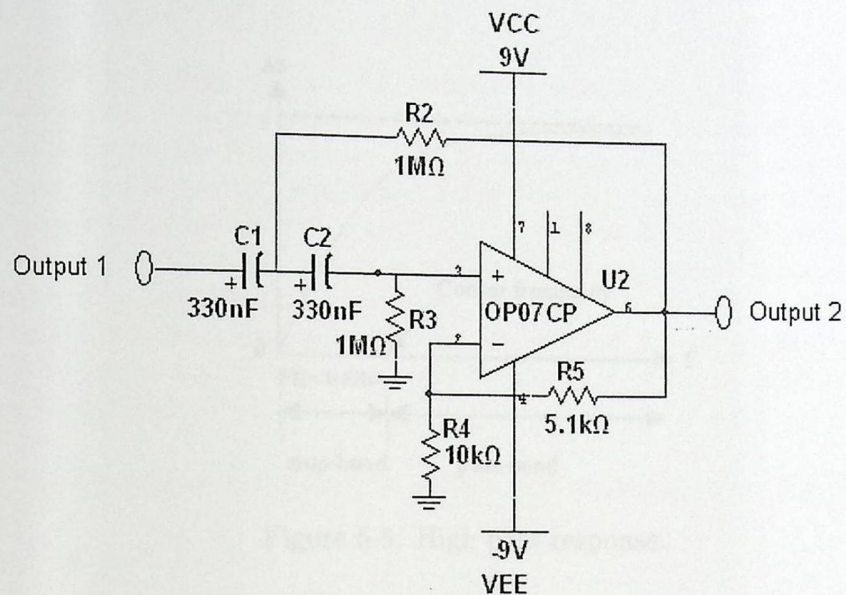 VCC
9V
R2
1MΩ
C1
C2
Output 1
+
330nF
+
330nF
R3
1MΩ
3
+
2
−
7
1
8
U2
OP07CP
6
Output 2
4
R5
5.1kΩ
R4
10kΩ
-9V
VEE
Figure 5-5: High pass response